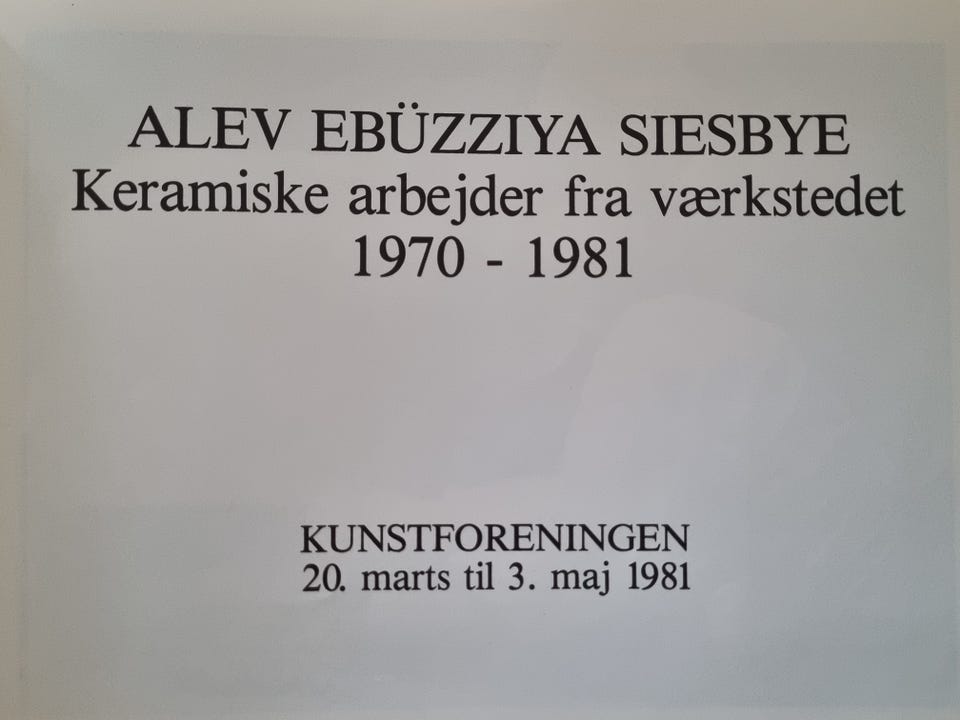 ALEV EBÜZZIYA SIESBYE
Keramiske arbejder fra værkstedet
1970 - 1981
KUNSTFORENINGEN
20. marts til 3. maj 1981